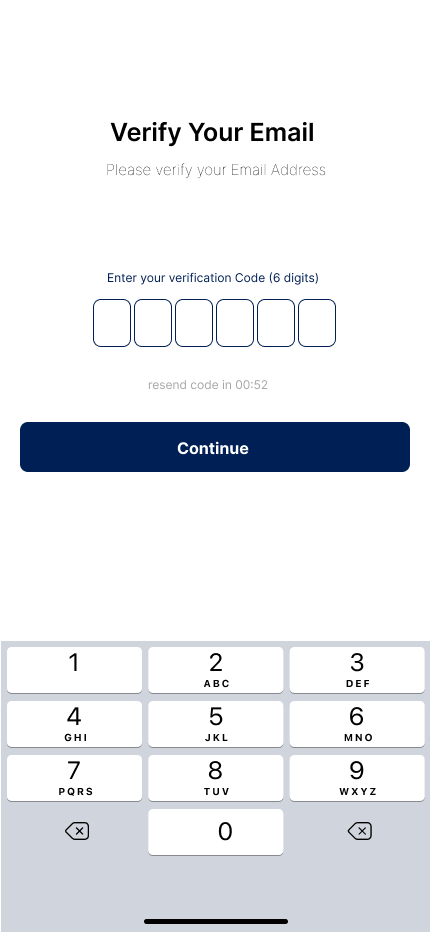 Verify Your Email
Please verify your Email Address
Enter your verification Code (6 digits)
resend code in 00:52
Continue
1
2
3
ABC
DEF
4
5
6
GHI
JKL
MNO
7
8
9
PQRS
TUV
WXYZ
0